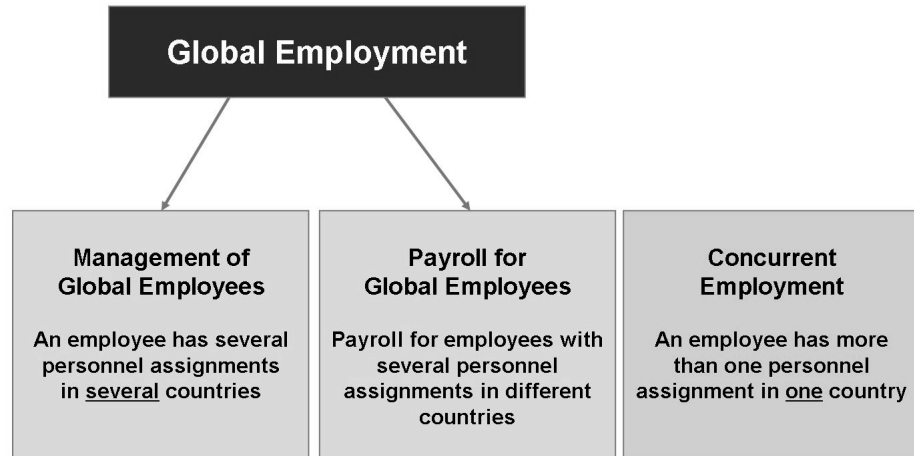 Global Employment
Management of
Global Employees
An employee has several
personnel assignments
in several countries
Payroll for
Global Employees
Payroll for employees with
several personnel
assignments in different
countries
Concurrent
Employment
An employee has more
than one personnel
assignment in one country